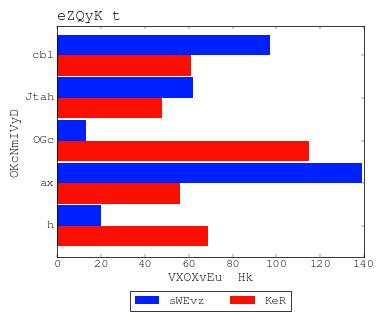 eZQyK t
OKcNmIVyD
cbl
Jtah
OGc
ax
h
0 20 40 60 80 100 120 140
VXOXvEu Hk
sWEvz KeR